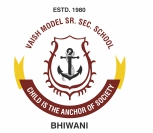 ESTD. 1980
VAISH MODEL SR. SEC. SCHOOL
CHILD IS THE ANCHOR OF SOCIETY
BHIWANI